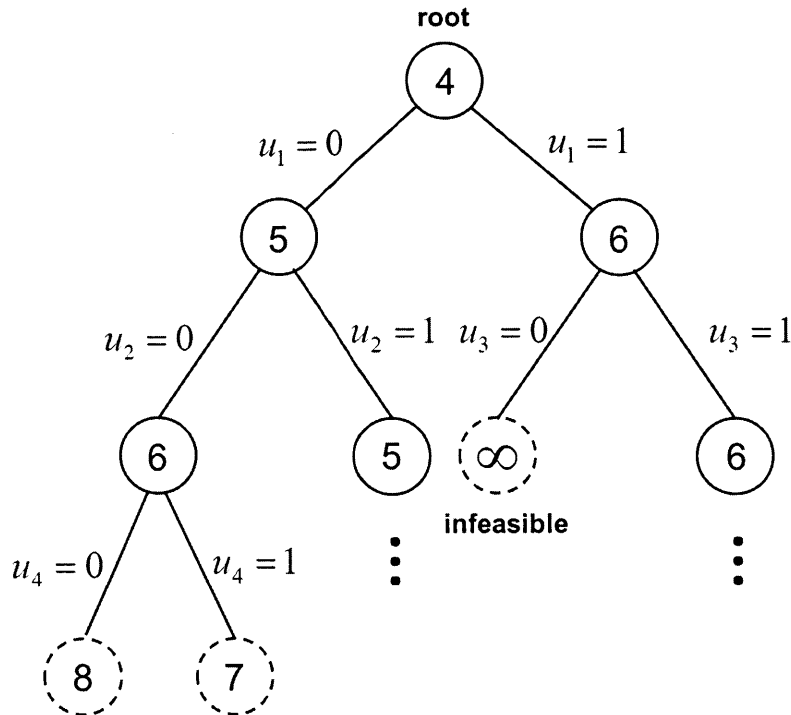 root
4
u₁ = 0
u₁ = 1
5
6
u₂ = 0
u₂ = 1
u₃ = 0
u₃ = 1
6
5
∞
6
infeasible
u₄ = 0
u₄ = 1
8
7